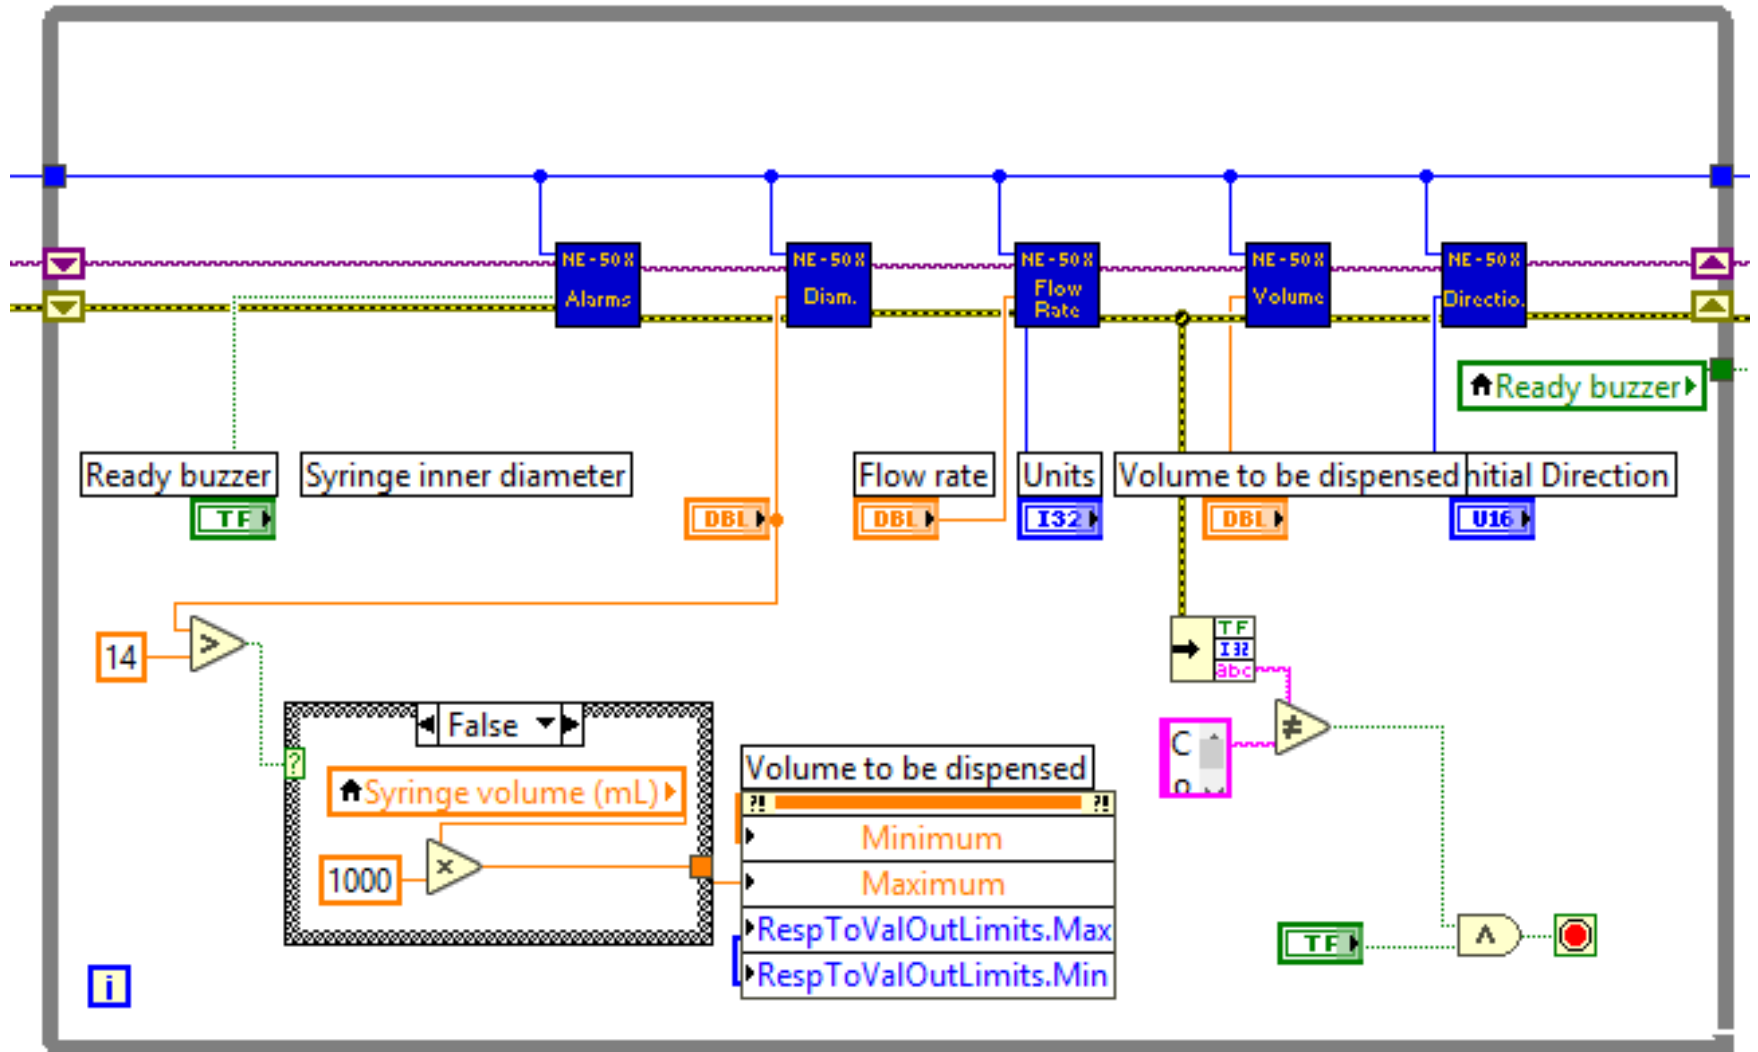 NE-50X
Alarms
NE-50X
Diam.
NE-50X
Flow
Rate
NE-50X
Volume
NE-50X
Directio.
Ready buzzer
Ready buzzer
TF
Syringe inner diameter
DBL
Flow rate
DBL
Units
I32
Volume to be dispensed
DBL
nitial Direction
U16
14
>
?
False
Syringe volume (mL)
1000
x
Volume to be dispensed
?!
?!
Minimum
Maximum
RespToValOutLimits.Max
RespToValOutLimits.Min
TF
I32
abc
≠
C
TF
i